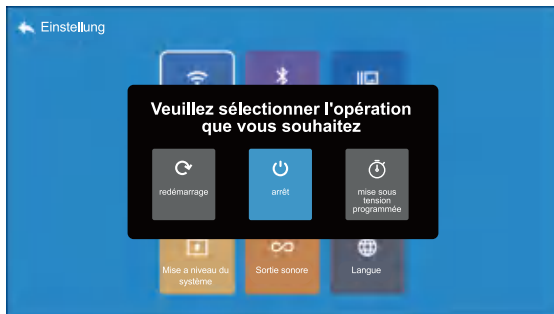 Einstellung
Veuillez sélectionner l'opération
que vous souhaitez
redémarrage
arrêt
mise sous
tension
programmée
Mise a niveau du
système
Sortie sonore
Langue